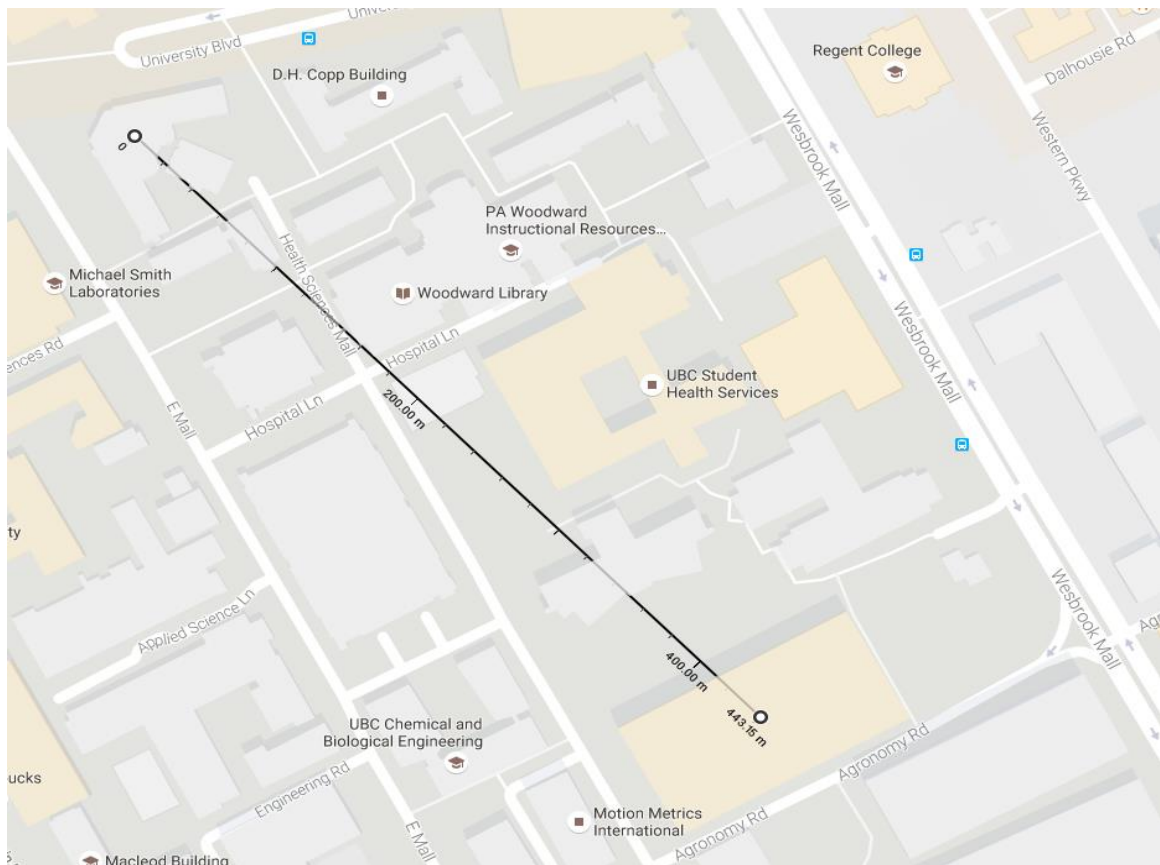 University Blvd
D.H. Copp Building
Regent College
Dalhousie Rd
0
Wesbrook Mall
Western Pkwy
PA Woodward
Instructional Resources...
Health Sciences Mall
Michael Smith
Laboratories
Woodward Library
Hospital Ln
ences Rd
Wesbrook Mall
UBC Student
Health Services
E Mall
Hospital Ln
200.00 m
ty
Wesbrook Mall
Applied Science Ln
400.00 m
443.15 m
UBC Chemical and
Biological Engineering
Agronomy Rd
ucks
Engineering Rd
Motion Metrics
International
E Mall
Agronomy Rd
Macleod Building